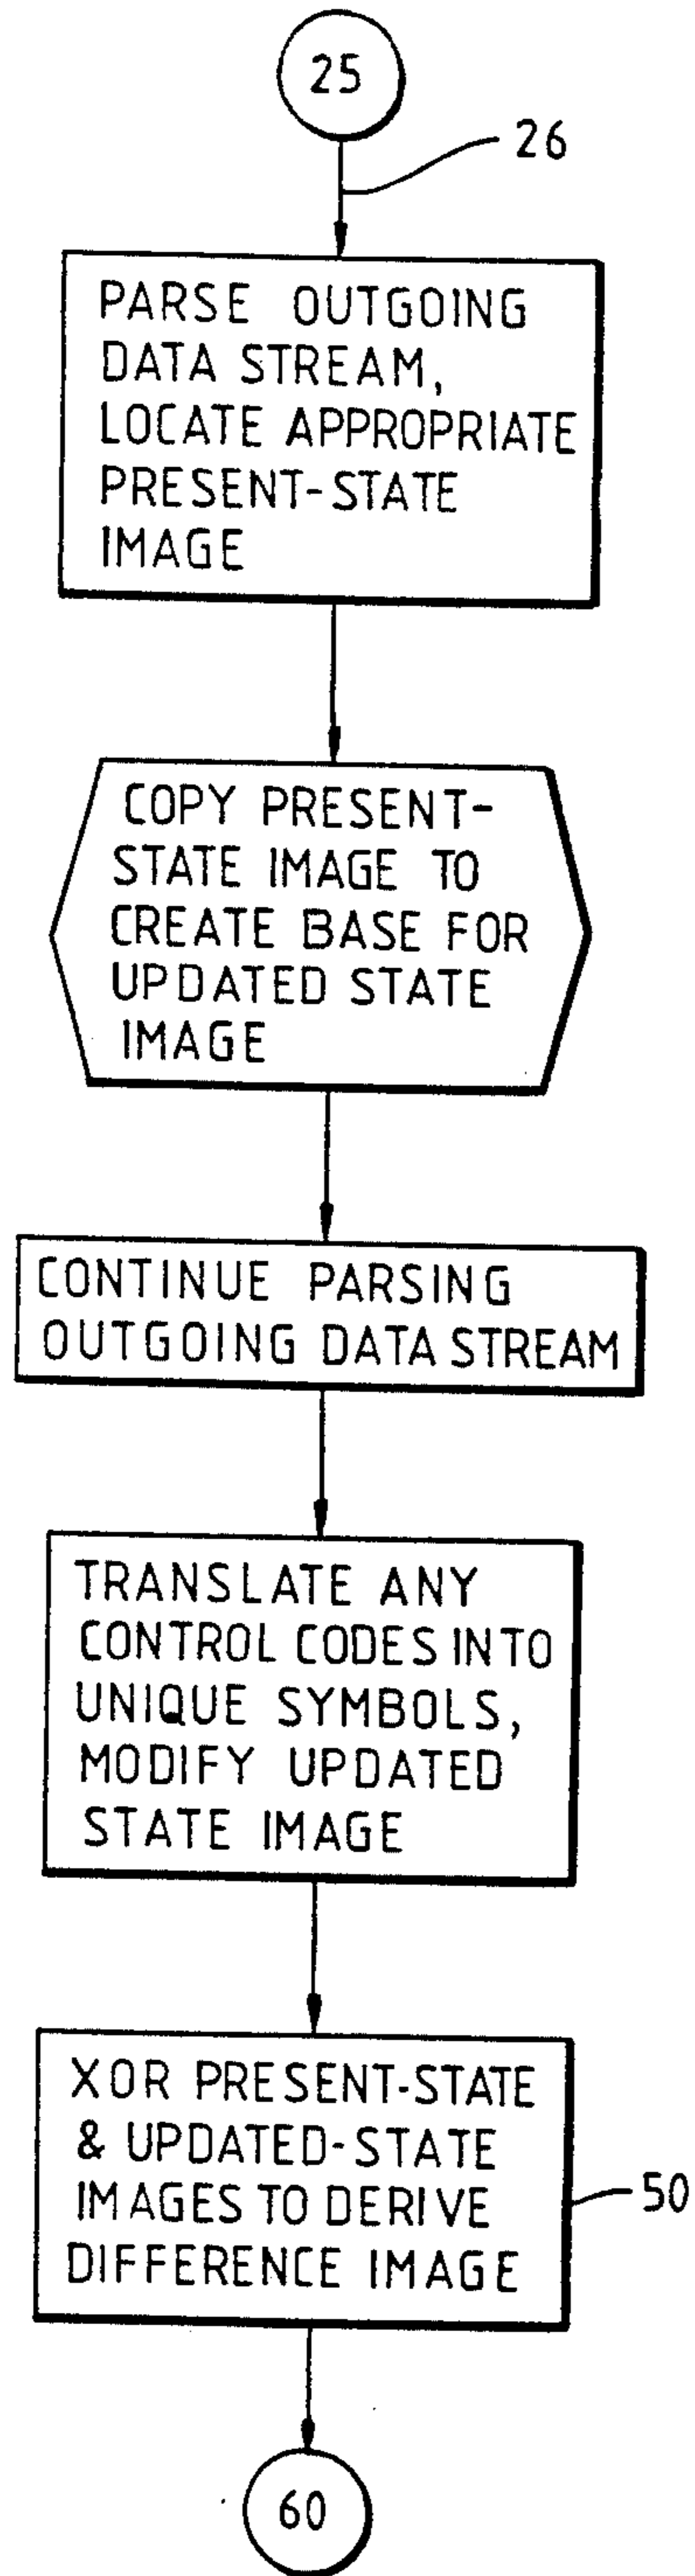 25
26
PARSE OUTGOING
DATA STREAM,
LOCATE APPROPRIATE
PRESENT-STATE
IMAGE
COPY PRESENT-
STATE IMAGE TO
CREATE BASE FOR
UPDATED STATE
IMAGE
CONTINUE PARSING
OUTGOING DATA STREAM
TRANSLATE ANY
CONTROL CODES INTO
UNIQUE SYMBOLS,
MODIFY UPDATED
STATE IMAGE
XOR PRESENT-STATE
& UPDATED-STATE
IMAGES TO DERIVE
DIFFERENCE IMAGE
50
60